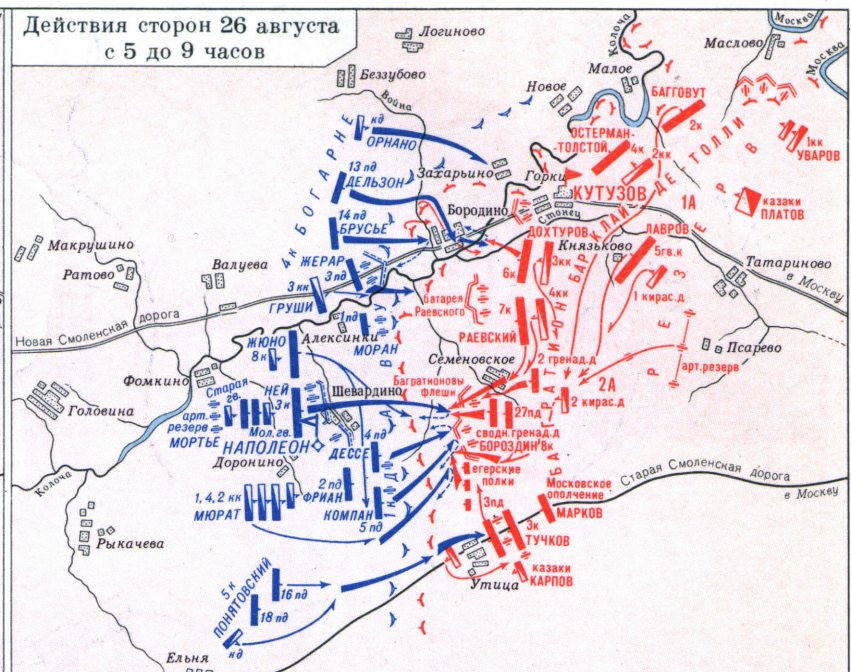 Действия сторон 26 августа
с 5 до 9 часов
Логиново
Беззубово
Война
Новое
Малое
Колоча
Маслово
Москва
Москва
БАГГОВУТ
2к
ОСТЕРМАН-
-ТОЛСТОЙ
4к
2кк
1кк
УВАРОВ
казаки
ПЛАТОВ
КУТУЗОВ
БАРКЛАЙ-ДЕ-ТОЛЛИ
1А
РЕЗЕРВ
кд
ОРНАНО
БОГАРНЕ
4к
13 пд
ДЕЛЬЗОН
14 пд
БРУСЬЕ
ЖЕРАР
3 пд
3 кк
ГРУШИ
1пд
МОРАН
Захарьино
Бородино
Горки
Стонец
ДОХТУРОВ
6к
3кк
Князьково
ЛАВРОВ
5гв.к
1 кирас.д
Татариново
в Москву
Псарево
арт.резерв
Макрушино
Ратово
Валуева
Новая Смоленская дорога
Алексинки
батарея
Раевского
7к
4кк
РАЕВСКИЙ
Семеновское
2 гренад.д
2А
БАГРАТИОН
2 кирас.д
Багратионовы
флеши
27пд
сводн.гренад.д
БОРОЗДИН 8к
егерские
полки
Фомкино
Головина
Колоча
ЖЮНО
8к
Старая
гв.
арт.
резерв
МОРТЬЕ
НЕЙ
3к
Мол.гв.
НАПОЛЕОН
Шевардино
Доронино
ДЕССЕ
4 пд
ДАВУ
1к
2 пд
ФРИАН
КОМПАН
5 пд
1, 4, 2 кк
МЮРАТ
Рыкачева
Старая Смоленская дорога
в Москву
Московское
ополчение
МАРКОВ
3пд
3к
ТУЧКОВ
казаки
КАРПОВ
Утица
5 к
ПОНЯТОВСКИЙ
16 пд
18 пд
кд
Ельня